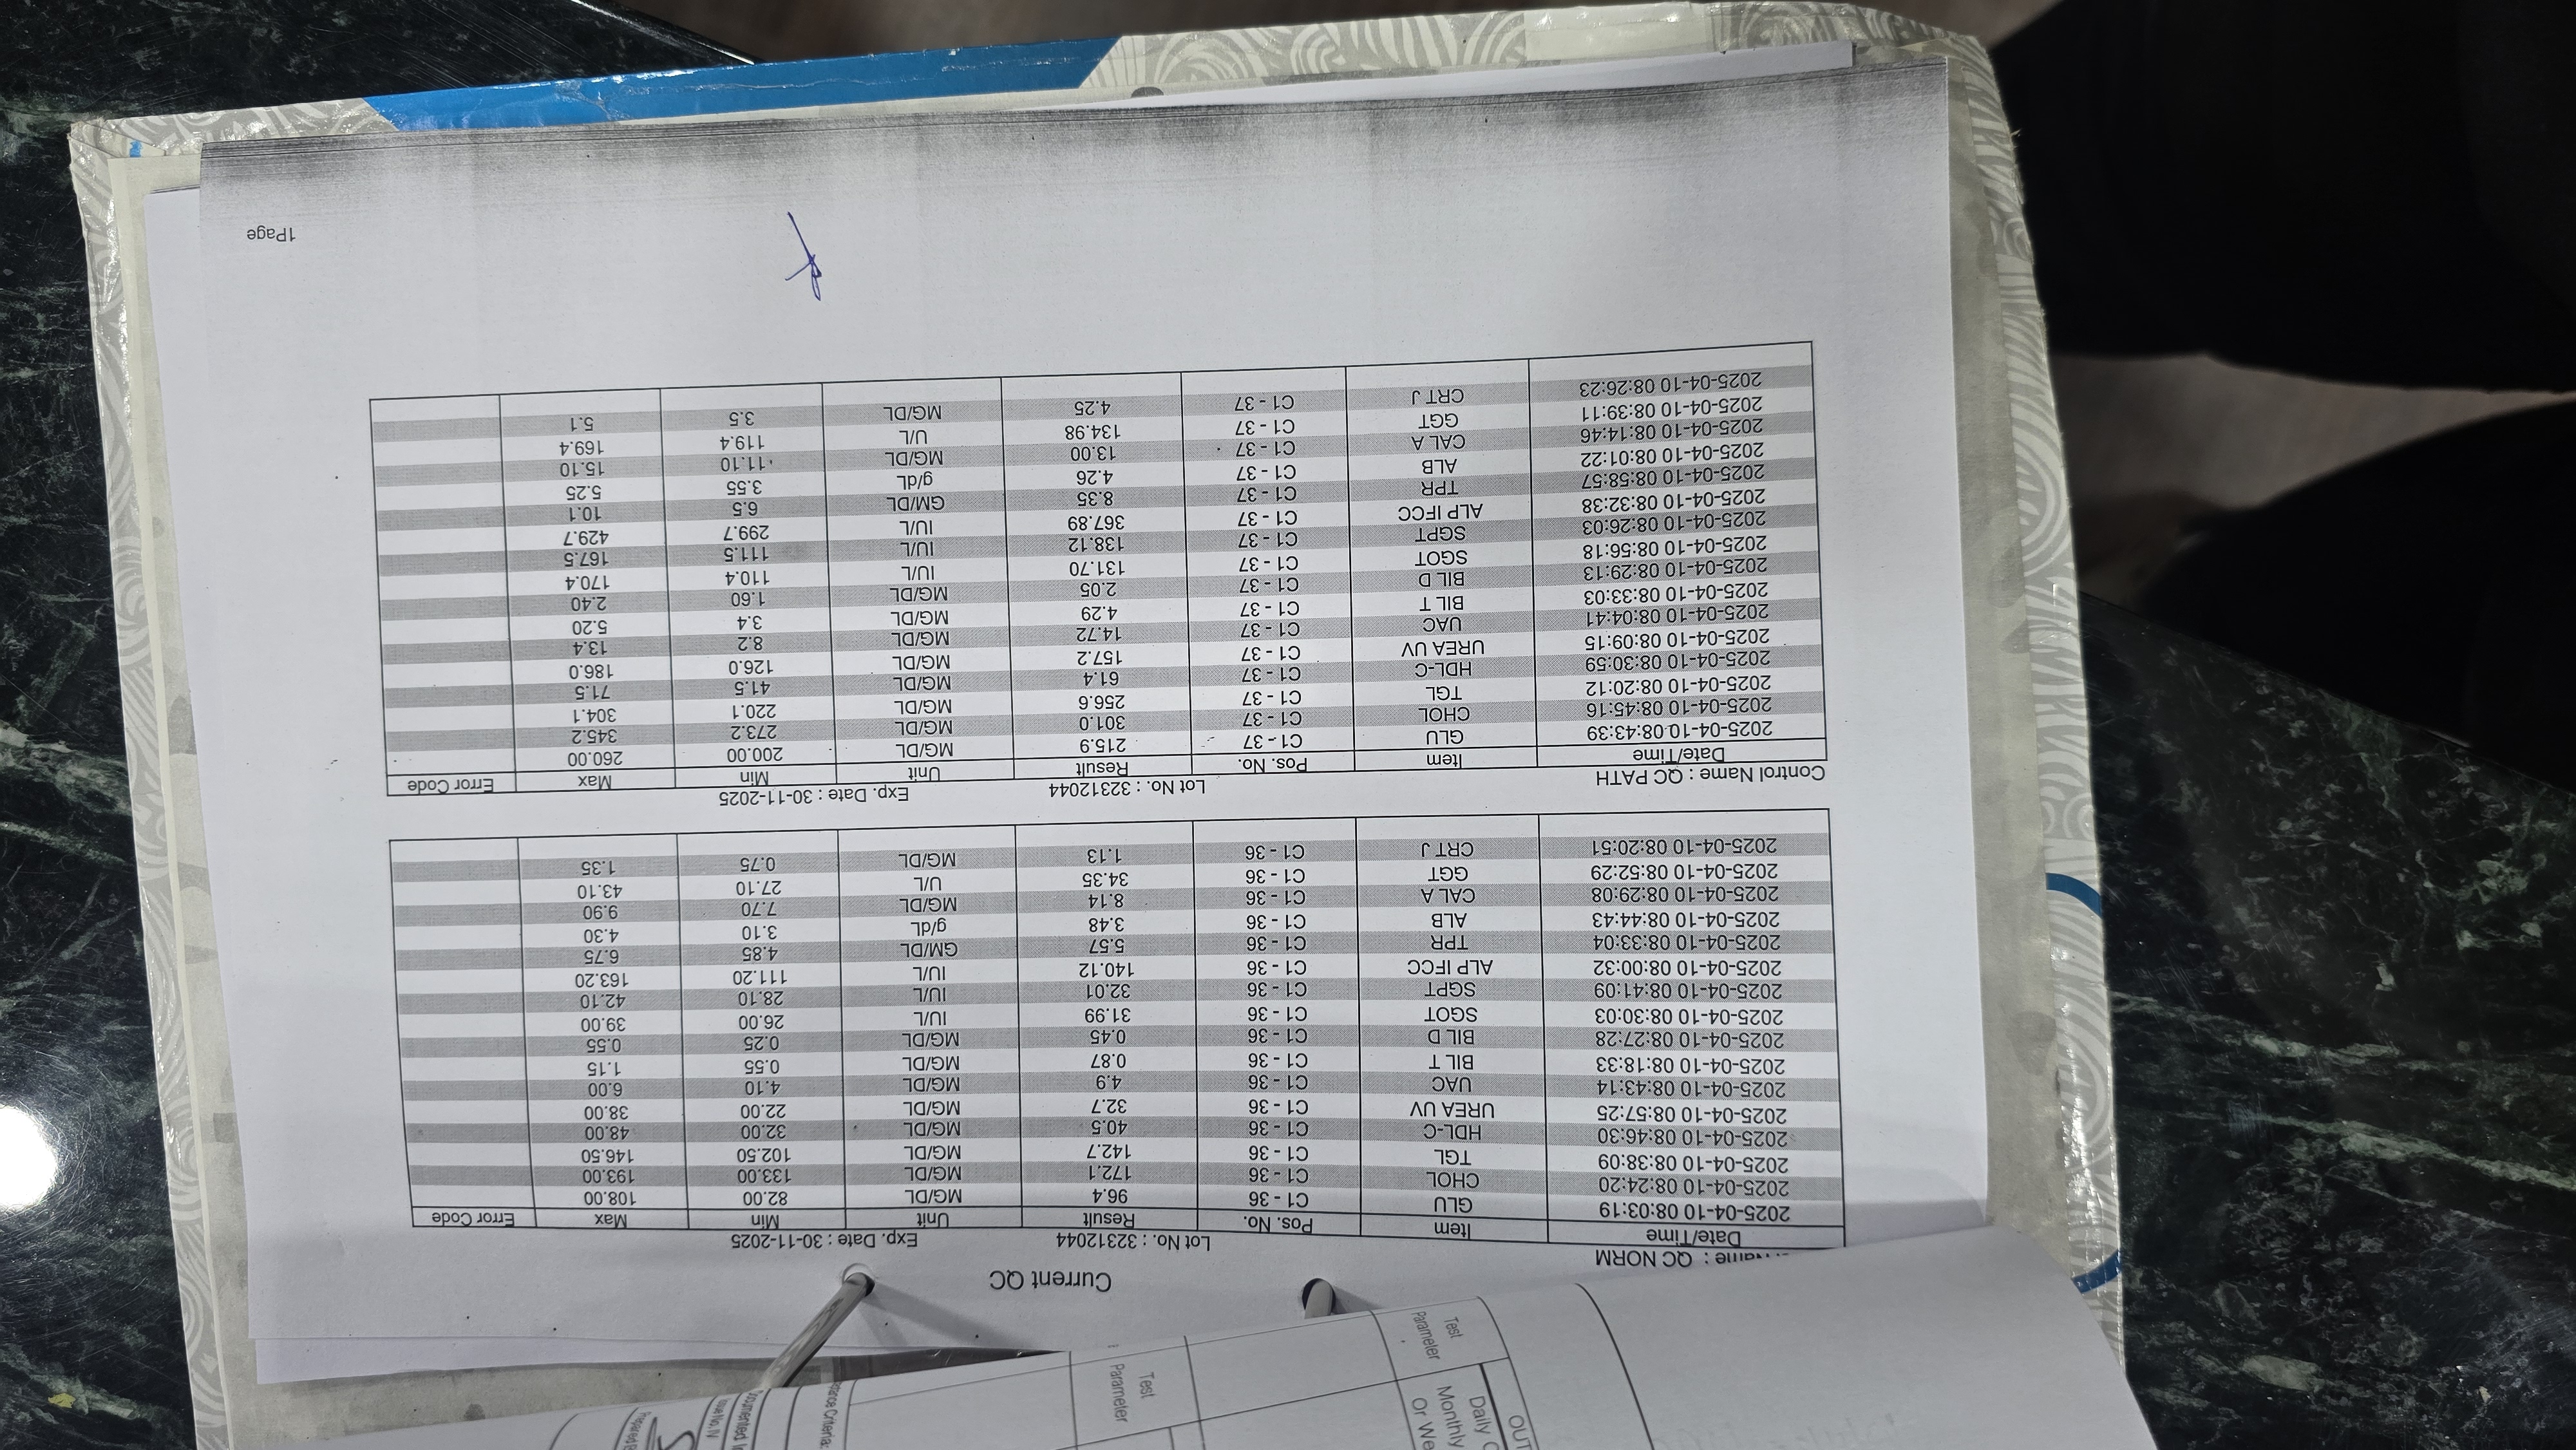 Current QC
Name : QC NORM Lot No. : 32312044 Exp. Date : 30-11-2025
Date/Time Item Pos. No. Result Unit Min Max Error Code
2025-04-10 08:03:19 GLU C1 - 36 96.4 MG/DL 82.00 108.00
2025-04-10 08:24:20 CHOL C1 - 36 172.1 MG/DL 133.00 193.00
2025-04-10 08:38:09 TGL C1 - 36 142.7 MG/DL 102.50 146.50
2025-04-10 08:46:30 HDL-C C1 - 36 40.5 MG/DL 32.00 48.00
2025-04-10 08:57:25 UREA UV C1 - 36 32.7 MG/DL 22.00 38.00
2025-04-10 08:43:14 UAC C1 - 36 4.9 MG/DL 4.10 6.00
2025-04-10 08:18:33 BIL T C1 - 36 0.87 MG/DL 0.55 1.15
2025-04-10 08:27:28 BIL D C1 - 36 0.45 MG/DL 0.25 0.55
2025-04-10 08:30:03 SGOT C1 - 36 31.99 IU/L 26.00 39.00
2025-04-10 08:41:09 SGPT C1 - 36 32.01 IU/L 28.10 42.10
2025-04-10 08:00:32 ALP IFCC C1 - 36 140.12 IU/L 111.20 163.20
2025-04-10 08:33:04 TPR C1 - 36 5.57 GM/DL 4.85 6.75
2025-04-10 08:44:43 ALB C1 - 36 3.48 g/dL 3.10 4.30
2025-04-10 08:29:08 CAL A C1 - 36 8.14 MG/DL 7.70 9.90
2025-04-10 08:52:29 GGT C1 - 36 34.35 U/L 27.10 43.10
2025-04-10 08:20:51 CRT J C1 - 36 1.13 MG/DL 0.75 1.35
Control Name : QC PATH Lot No. : 32312044 Exp. Date : 30-11-2025
Date/Time Item Pos. No. Result Unit Min Max Error Code
2025-04-10 08:43:39 GLU C1 - 37 215.9 MG/DL 200.00 260.00
2025-04-10 08:45:16 CHOL C1 - 37 301.0 MG/DL 273.2 345.2
2025-04-10 08:20:12 TGL C1 - 37 256.6 MG/DL 220.1 304.1
2025-04-10 08:30:59 HDL-C C1 - 37 61.4 MG/DL 41.5 71.5
2025-04-10 08:09:15 UREA UV C1 - 37 157.2 MG/DL 126.0 186.0
2025-04-10 08:04:41 UAC C1 - 37 14.72 MG/DL 8.2 13.4
2025-04-10 08:33:03 BIL T C1 - 37 4.29 MG/DL 3.4 5.20
2025-04-10 08:29:13 BIL D C1 - 37 2.05 MG/DL 1.60 2.40
2025-04-10 08:56:18 SGOT C1 - 37 131.70 IU/L 110.4 170.4
2025-04-10 08:26:03 SGPT C1 - 37 138.12 IU/L 111.5 167.5
2025-04-10 08:32:38 ALP IFCC C1 - 37 367.89 IU/L 299.7 429.7
2025-04-10 08:58:57 TPR C1 - 37 8.35 GM/DL 6.5 10.1
2025-04-10 08:01:22 ALB C1 - 37 4.26 g/dL 3.55 5.25
2025-04-10 08:14:46 CAL A C1 - 37 13.00 MG/DL 11.10 15.10
2025-04-10 08:39:11 GGT C1 - 37 134.98 U/L 119.4 169.4
2025-04-10 08:26:23 CRT J C1 - 37 4.25 MG/DL 3.5 5.1
1Page
OUT
Daily
Monthly
Or We
Test
Parameter
Test
Parameter
Criteria:
Issue No. IV
Prepared